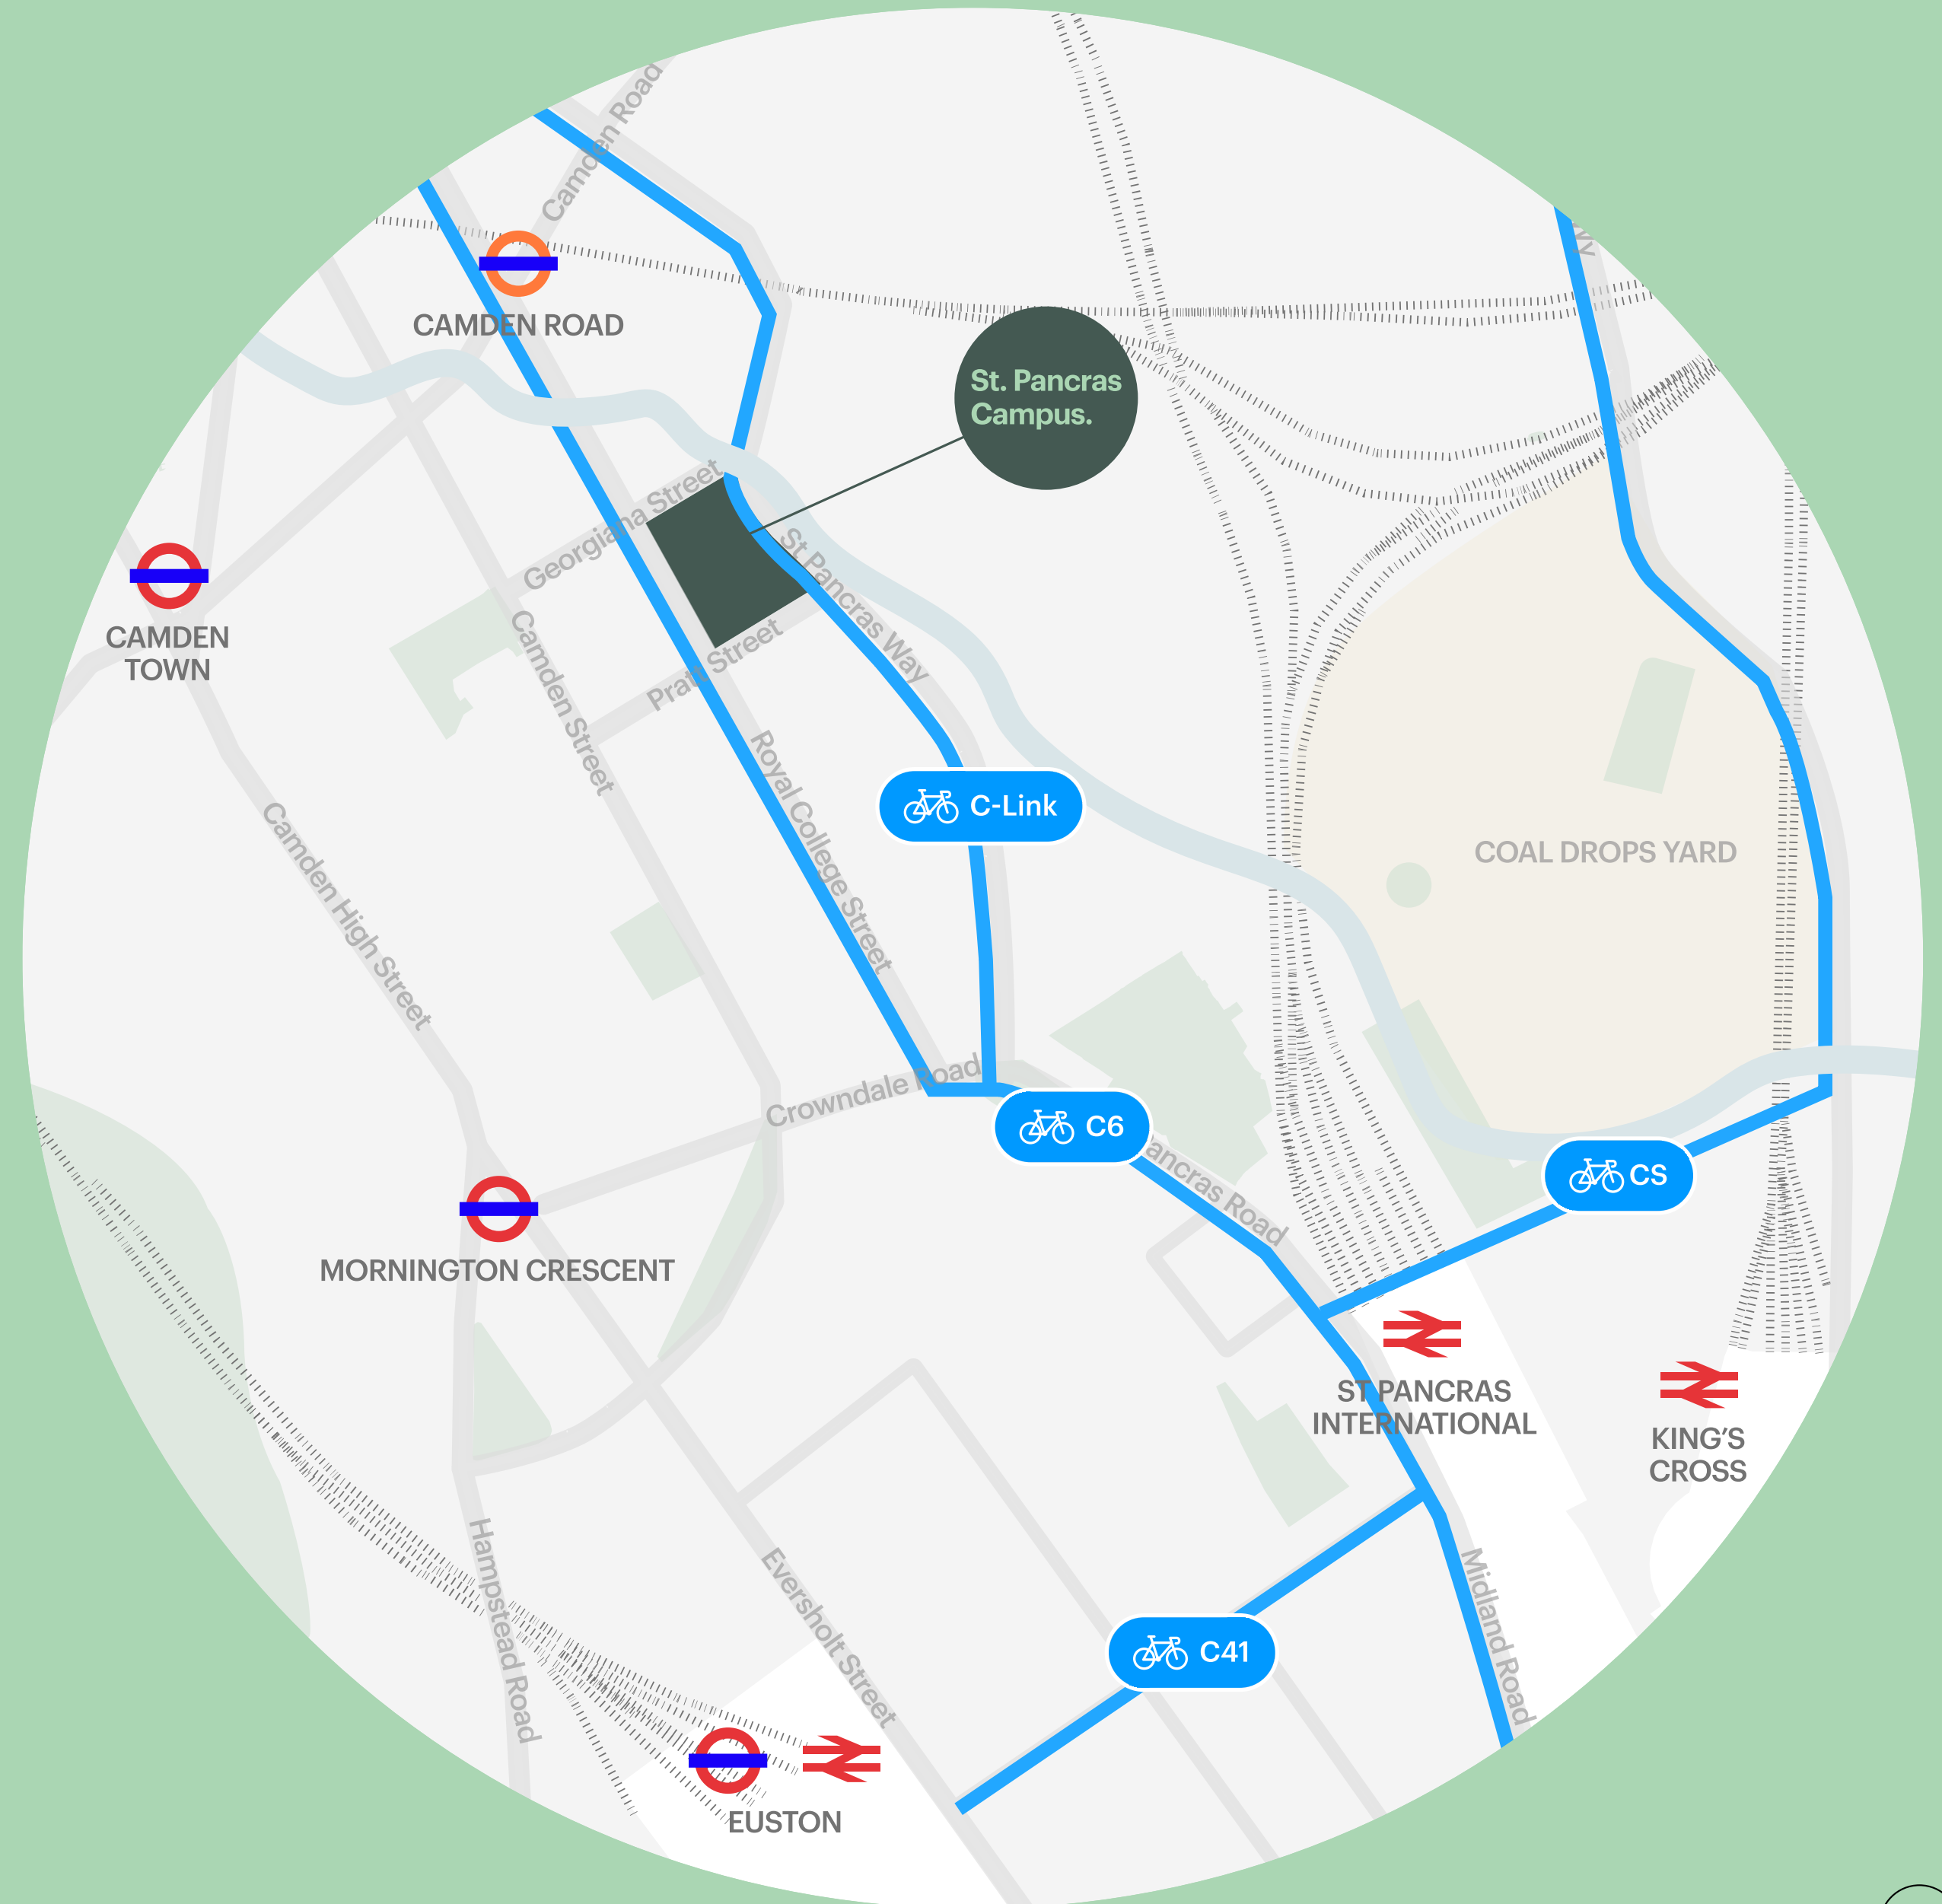 Camden Road
CAMDEN ROAD
St. Pancras
Campus.
Georgiana Street
St Pancras Way
CAMDEN
TOWN
Camden Street
Pratt Street
Royal College Street
C-Link
COAL DROPS YARD
Camden High Street
Crowndale Road
C6
Pancras Road
CS
MORNINGTON CRESCENT
ST PANCRAS
INTERNATIONAL
KING'S
CROSS
Hampstead Road
Eversholt Street
Midland Road
C41
EUSTON